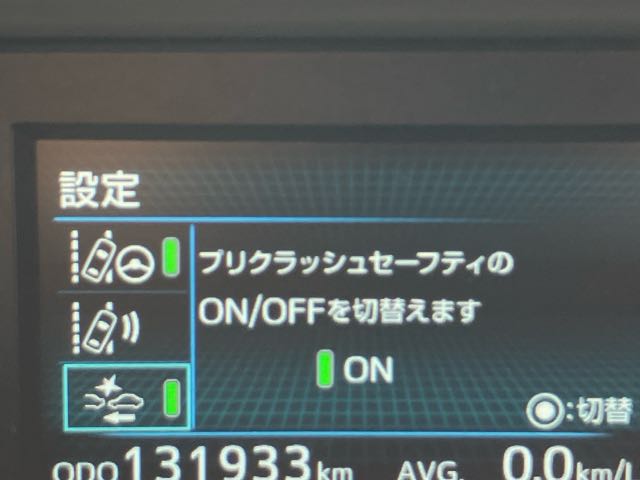 設定
プリクラッシュセーフティの
ON/OFFを切替えます
ON
:切替
ODO 131933 km AVG. 0.0 km/L